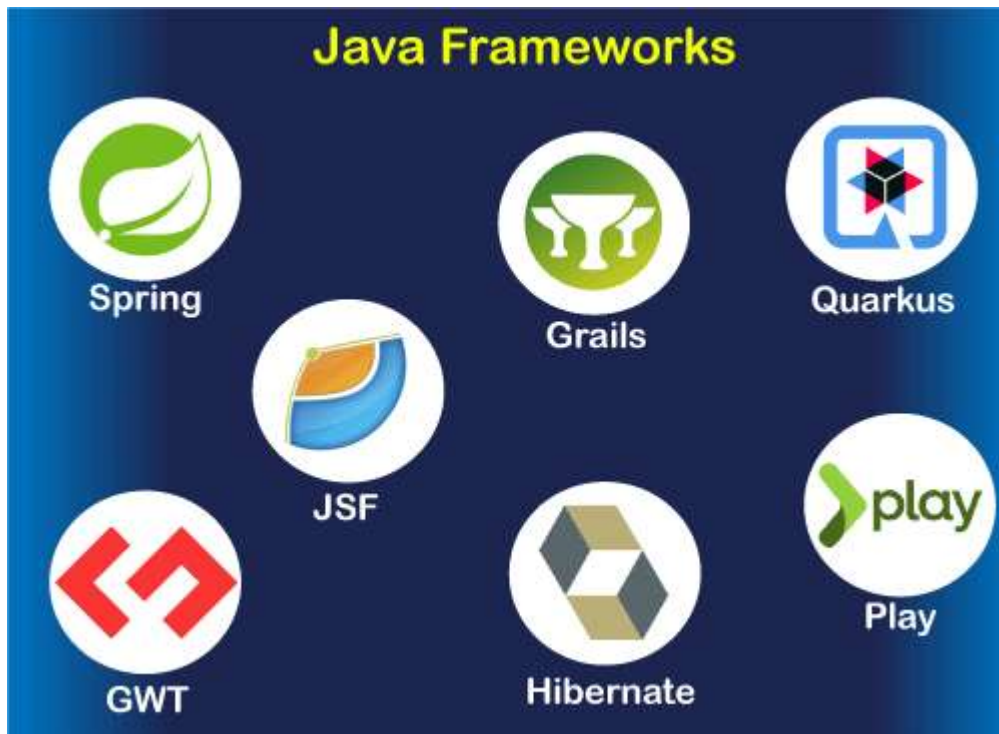 Java Frameworks
Spring
Grails
Quarkus
JSF
play
Play
GWT
Hibernate